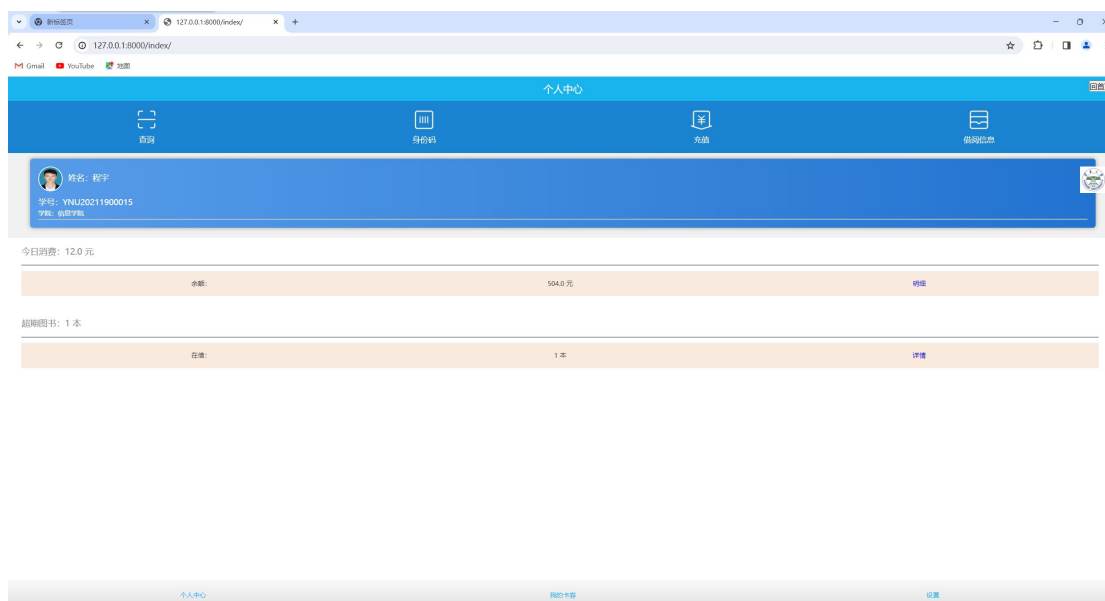 新标签页
127.0.0.1:8000/index/
127.0.0.1:8000/index/
Gmail YouTube 地图
个人中心
回首
查询 身份码 充值 借阅信息
姓名：程宇
学号：YNU20211900015
学院：信息学院
今日消费：12.0 元
余额： 504.0 元 明细
超期图书：1 本
在借： 1 本 详情
个人中心 我的卡券 设置